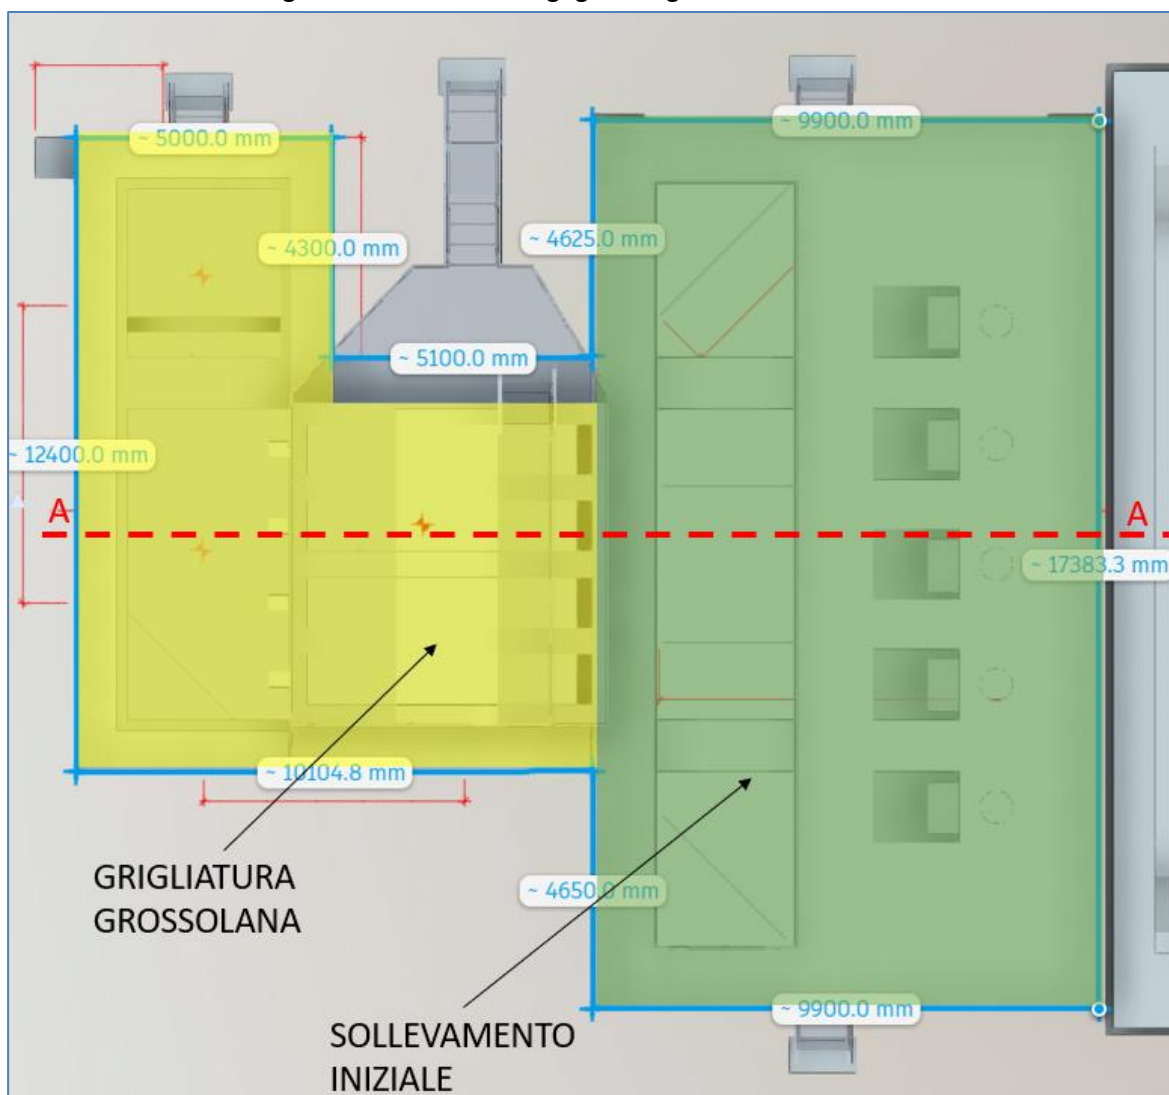 ~ 5000.0 mm
~ 9900.0 mm
~ 4300.0 mm
~ 4625.0 mm
~ 5100.0 mm
~ 12400.0 mm
A
A
~ 17383.3 mm
~ 10104.8 mm
GRIGLIATURA
GROSSOLANA
~ 4650.0 mm
~ 9900.0 mm
SOLLEVAMENTO
INIZIALE